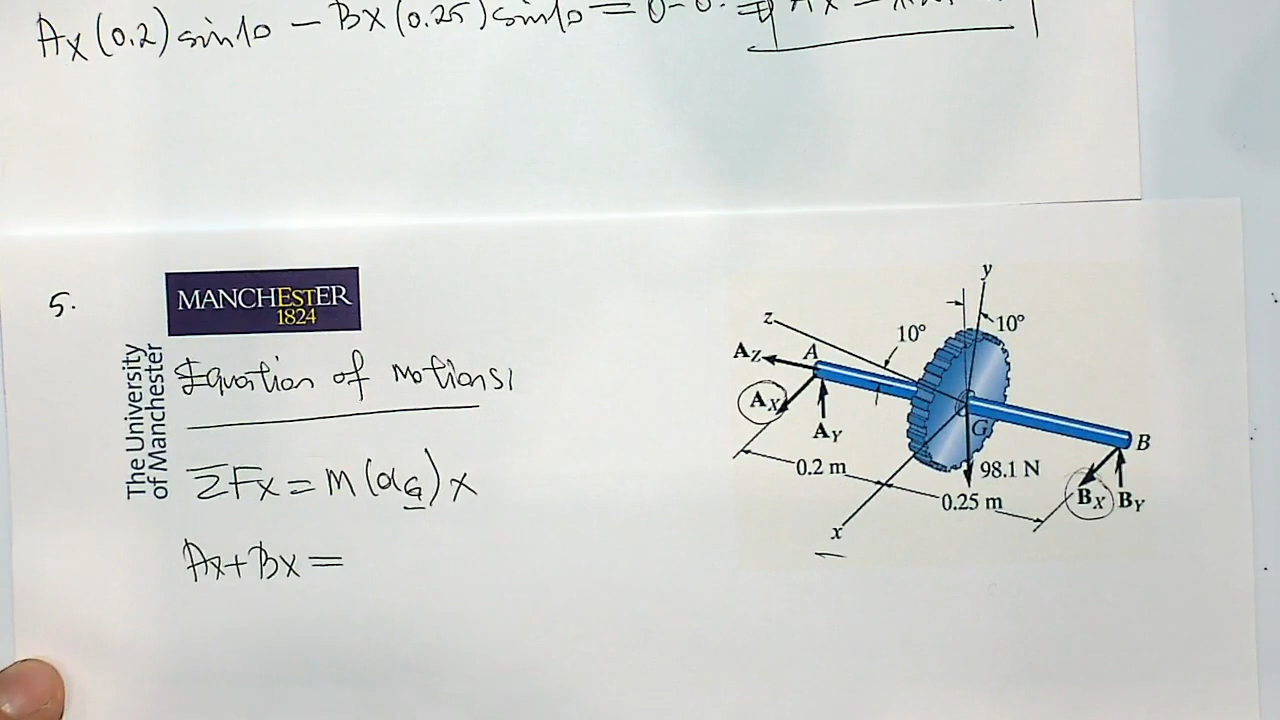 Ax (0.2) sin10 - Bx (0.25) sin10 = 0-0. ⇒ Ax =
5.
MANCHESTER
1824
The University
of Manchester
Equation of motions,
ΣFx = m (aG) x
Ax + Bx =
y
z
10°
10°
Az
A
Ax
Ay
G
B
0.2 m
98.1 N
0.25 m
Bx
By
x